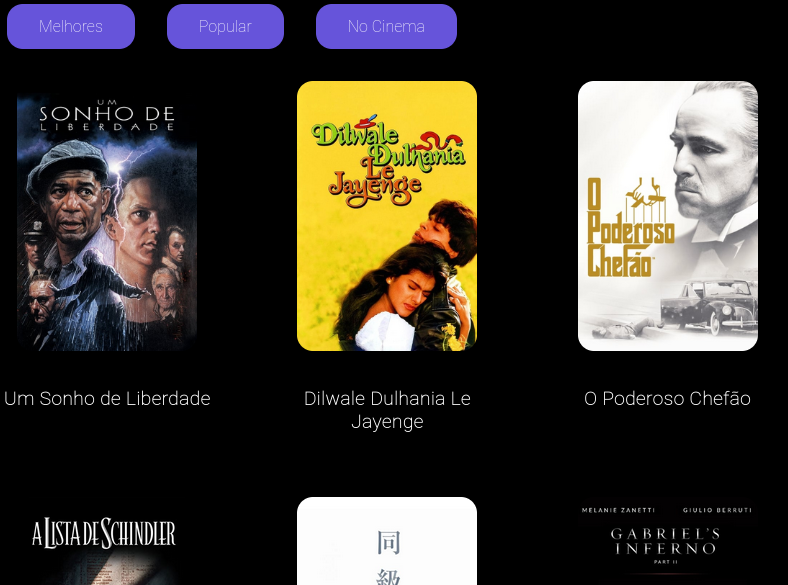 Melhores
Popular
No Cinema
UM
SONHO DE
LIBERDADE
Dilwale
Dulhania
Le
Jayenge
O
Poderoso
Chefão
Um Sonho de Liberdade
Dilwale Dulhania Le
Jayenge
O Poderoso Chefão
A LISTA DE SCHINDLER
同
級
MELANIE ZANETTI
GIULIO BERRUTI
GABRIEL'S
INFERNO
PART II